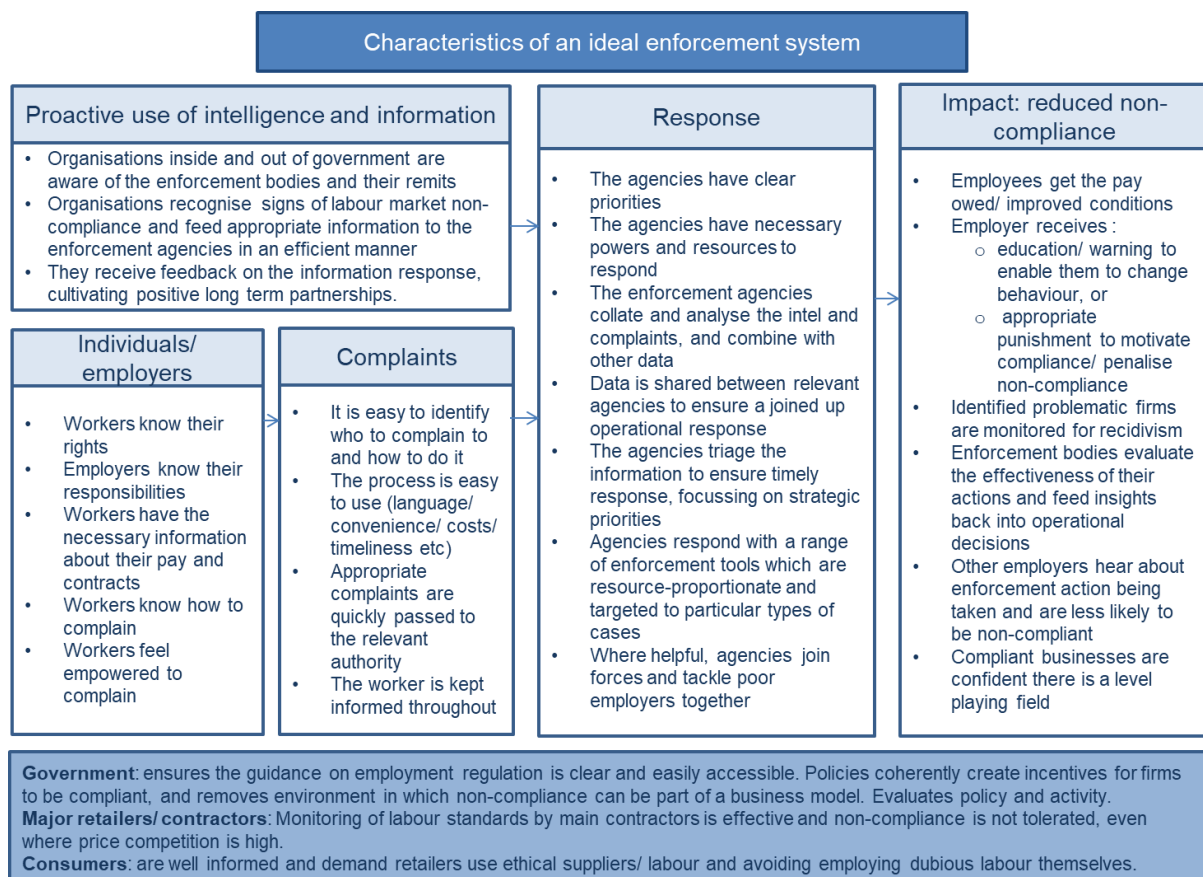 Characteristics of an ideal enforcement system
Proactive use of intelligence and information
• Organisations inside and out of government are
aware of the enforcement bodies and their remits
• Organisations recognise signs of labour market non-
compliance and feed appropriate information to the
enforcement agencies in an efficient manner
• They receive feedback on the information response,
cultivating positive long term partnerships.
Individuals/
employers
• Workers know their
rights
• Employers know their
responsibilities
• Workers have the
necessary information
about their pay and
contracts
• Workers know how to
complain
• Workers feel
empowered to
complain
Complaints
• It is easy to identify
who to complain to
and how to do it
• The process is easy
to use (language/
convenience/ costs/
timeliness etc)
• Appropriate
complaints are
quickly passed to
the relevant
authority
• The worker is kept
informed throughout
Response
• The agencies have clear
priorities
• The agencies have necessary
powers and resources to
respond
• The enforcement agencies
collate and analyse the intel and
complaints, and combine with
other data
• Data is shared between relevant
agencies to ensure a joined up
operational response
• The agencies triage the
information to ensure timely
response, focussing on strategic
priorities
• Agencies respond with a range
of enforcement tools which are
resource-proportionate and
targeted to particular types of
cases
• Where helpful, agencies join
forces and tackle poor
employers together
Impact: reduced non-
compliance
• Employees get the pay
owed/ improved conditions
• Employer receives :
o education/ warning to
enable them to change
behaviour, or
o appropriate
punishment to motivate
compliance/ penalise
non-compliance
• Identified problematic firms
are monitored for recidivism
• Enforcement bodies evaluate
the effectiveness of their
actions and feed insights
back into operational
decisions
• Other employers hear about
enforcement action being
taken and are less likely to
be non-compliant
• Compliant businesses are
confident there is a level
playing field
Government: ensures the guidance on employment regulation is clear and easily accessible. Policies coherently create incentives for firms
to be compliant, and removes environment in which non-compliance can be part of a business model. Evaluates policy and activity.
Major retailers/ contractors: Monitoring of labour standards by main contractors is effective and non-compliance is not tolerated, even
where price competition is high.
Consumers: are well informed and demand retailers use ethical suppliers/ labour and avoiding employing dubious labour themselves.